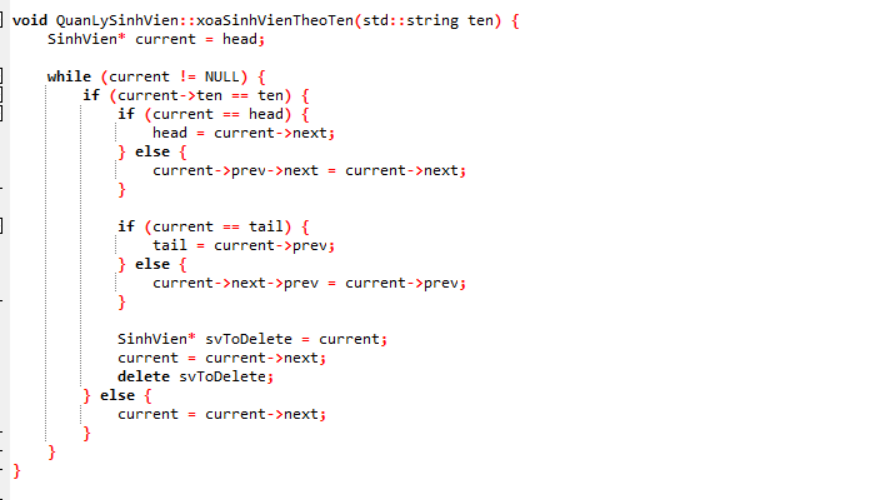 void QuanLySinhVien::xoaSinhVienTheoTen(std::string ten) {
    SinhVien* current = head;

    while (current != NULL) {
        if (current->ten == ten) {
            if (current == head) {
                head = current->next;
            } else {
                current->prev->next = current->next;
            }

            if (current == tail) {
                tail = current->prev;
            } else {
                current->next->prev = current->prev;
            }

            SinhVien* svToDelete = current;
            current = current->next;
            delete svToDelete;
        } else {
            current = current->next;
        }
    }
}